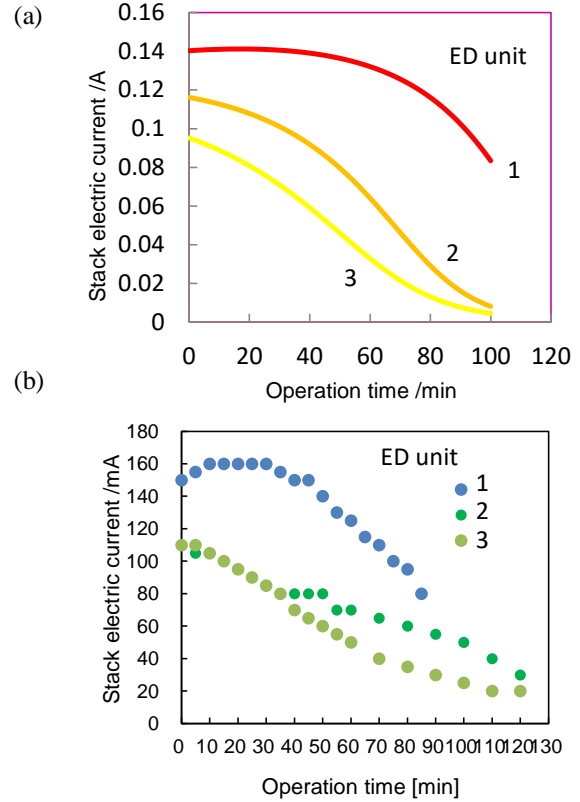 (a)
0.16
0.14
0.12
0.1
0.08
0.06
0.04
0.02
0
Stack electric current /A
ED unit
1
2
3
0 20 40 60 80 100 120
Operation time /min
(b)
180
160
140
120
100
80
60
40
20
0
Stack electric current /mA
ED unit
1
2
3
0 10 20 30 40 50 60 70 80 90 100 110 120 130
Operation time [min]